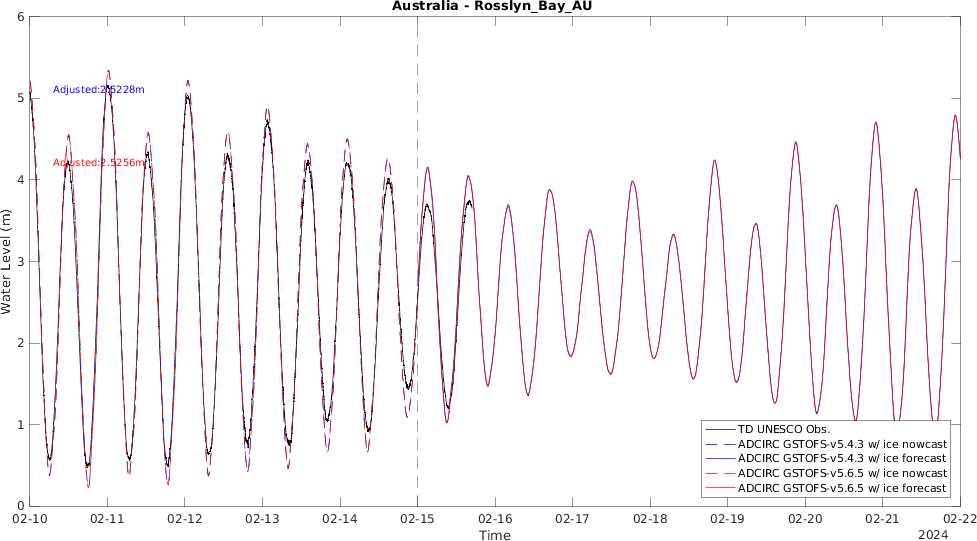 Australia - Rosslyn_Bay_AU
6
5
4
3
2
1
0
Water Level (m)
Adjusted:2.5228m
Adjusted:2.5256m
TD UNESCO Obs.
ADCIRC GSTOFS-v5.4.3 w/ ice nowcast
ADCIRC GSTOFS-v5.4.3 w/ ice forecast
ADCIRC GSTOFS-v5.6.5 w/ ice nowcast
ADCIRC GSTOFS-v5.6.5 w/ ice forecast
02-10 02-11 02-12 02-13 02-14 02-15 02-16 02-17 02-18 02-19 02-20 02-21 02-22
Time
2024